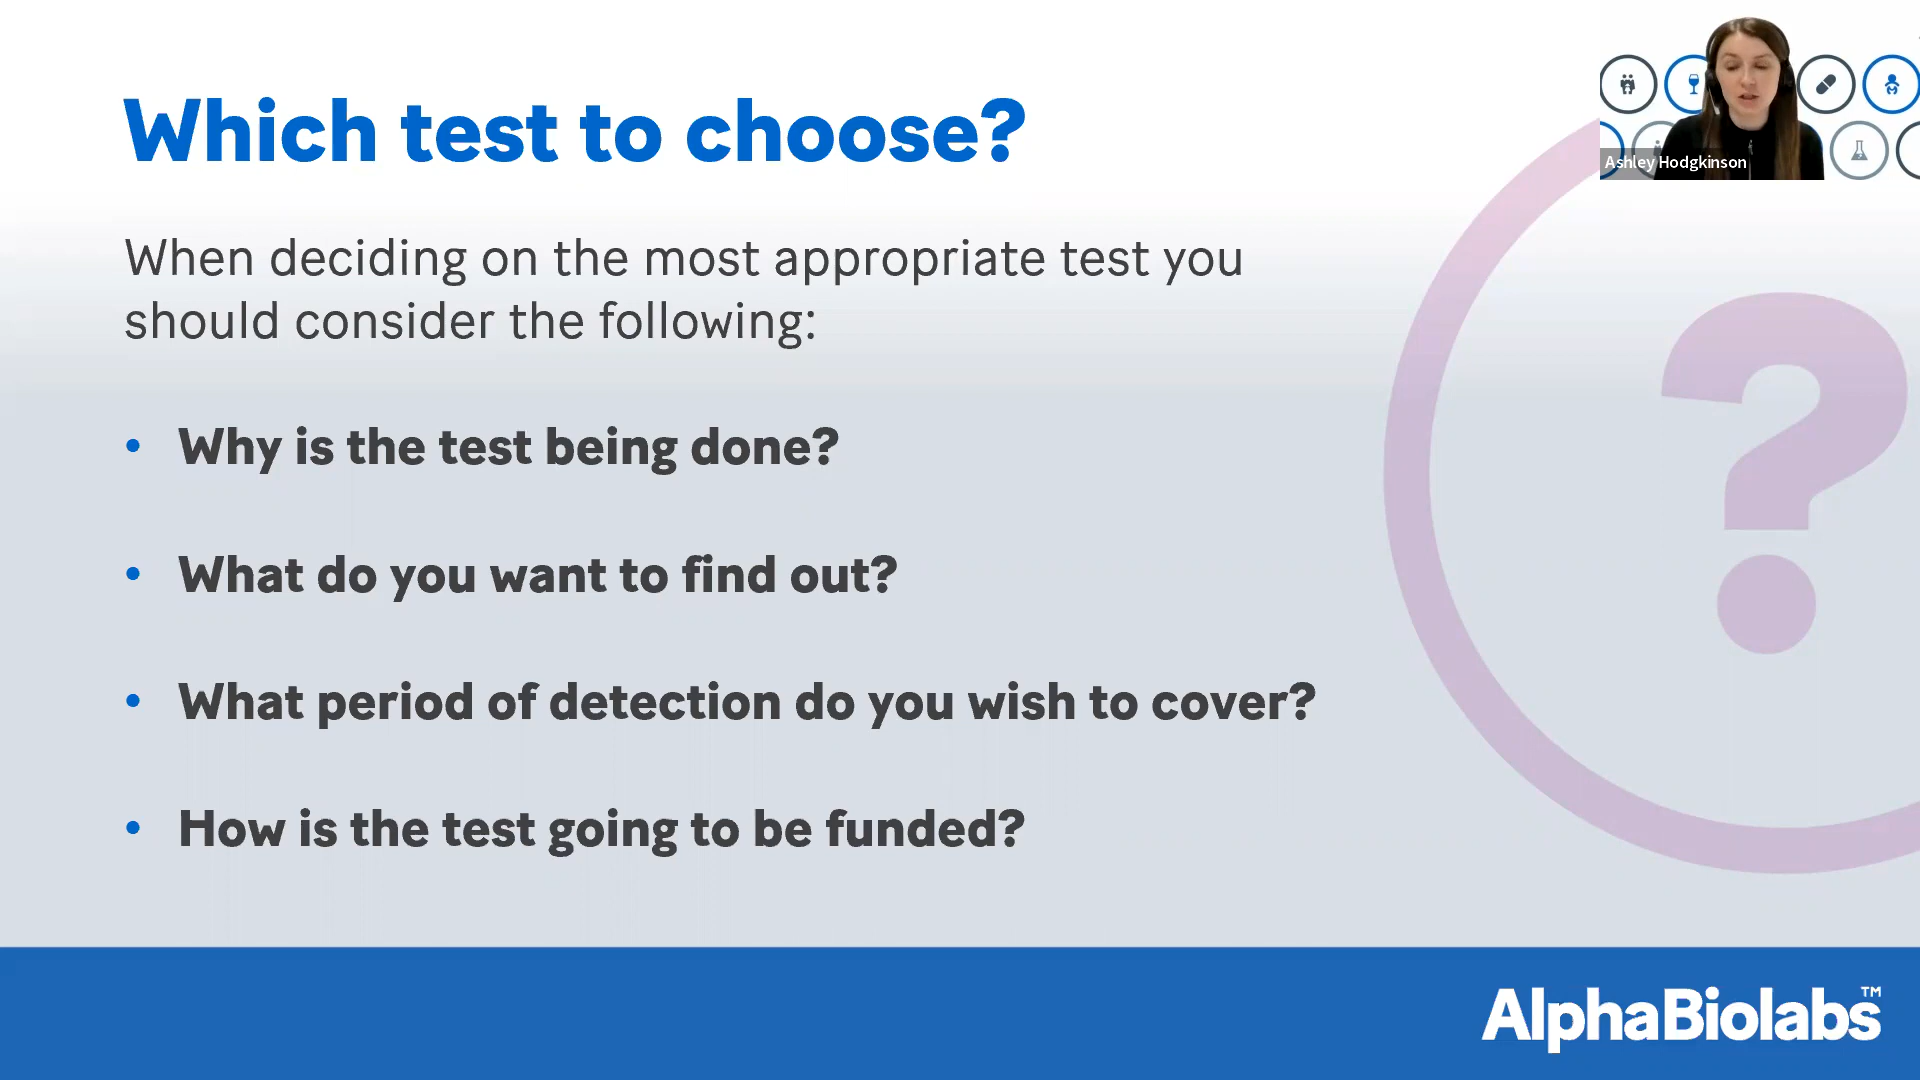 Which test to choose?
When deciding on the most appropriate test you
should consider the following:
• Why is the test being done?
• What do you want to find out?
• What period of detection do you wish to cover?
• How is the test going to be funded?
Ashley Hodgkinson
AlphaBiolabs™